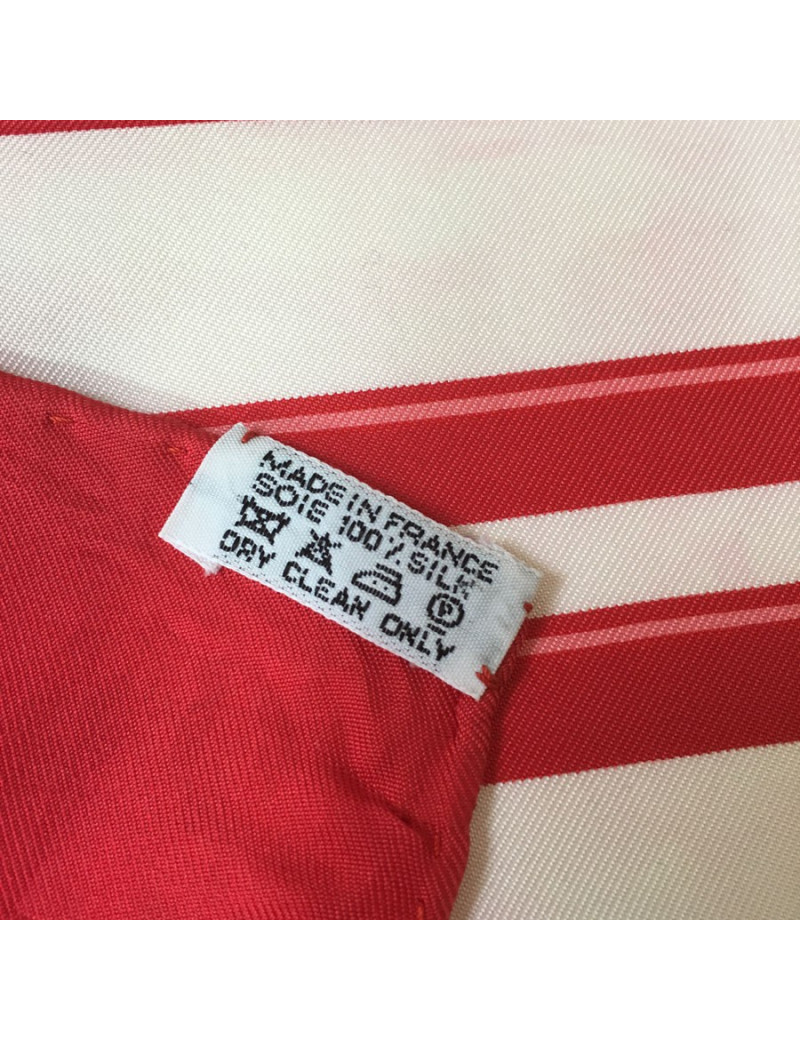 MADE IN FRANCE
SOIE 100% SILK
P
DRY CLEAN ONLY